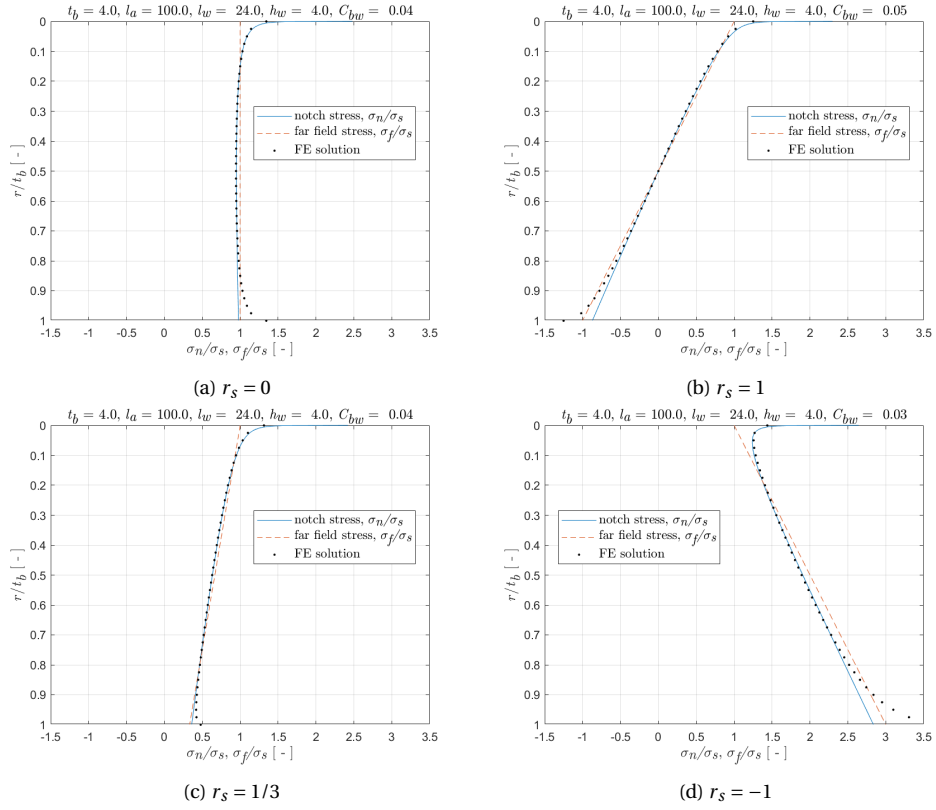 t_b = 4.0, l_a = 100.0, l_w = 24.0, h_w = 4.0, C_bw = 0.04
0
0.1
0.2
0.3
0.4
0.5
0.6
0.7
0.8
0.9
1
r/t_b [ - ]
notch stress, σ_n/σ_s
far field stress, σ_f/σ_s
FE solution
-1.5 -1 -0.5 0 0.5 1 1.5 2 2.5 3 3.5
σ_n/σ_s, σ_f/σ_s [ - ]
(a) r_s = 0
t_b = 4.0, l_a = 100.0, l_w = 24.0, h_w = 4.0, C_bw = 0.05
0
0.1
0.2
0.3
0.4
0.5
0.6
0.7
0.8
0.9
1
r/t_b [ - ]
notch stress, σ_n/σ_s
far field stress, σ_f/σ_s
FE solution
-1.5 -1 -0.5 0 0.5 1 1.5 2 2.5 3 3.5
σ_n/σ_s, σ_f/σ_s [ - ]
(b) r_s = 1
t_b = 4.0, l_a = 100.0, l_w = 24.0, h_w = 4.0, C_bw = 0.04
0
0.1
0.2
0.3
0.4
0.5
0.6
0.7
0.8
0.9
1
r/t_b [ - ]
notch stress, σ_n/σ_s
far field stress, σ_f/σ_s
FE solution
-1.5 -1 -0.5 0 0.5 1 1.5 2 2.5 3 3.5
σ_n/σ_s, σ_f/σ_s [ - ]
(c) r_s = 1/3
t_b = 4.0, l_a = 100.0, l_w = 24.0, h_w = 4.0, C_bw = 0.03
0
0.1
0.2
0.3
0.4
0.5
0.6
0.7
0.8
0.9
1
r/t_b [ - ]
notch stress, σ_n/σ_s
far field stress, σ_f/σ_s
FE solution
-1.5 -1 -0.5 0 0.5 1 1.5 2 2.5 3 3.5
σ_n/σ_s, σ_f/σ_s [ - ]
(d) r_s = −1